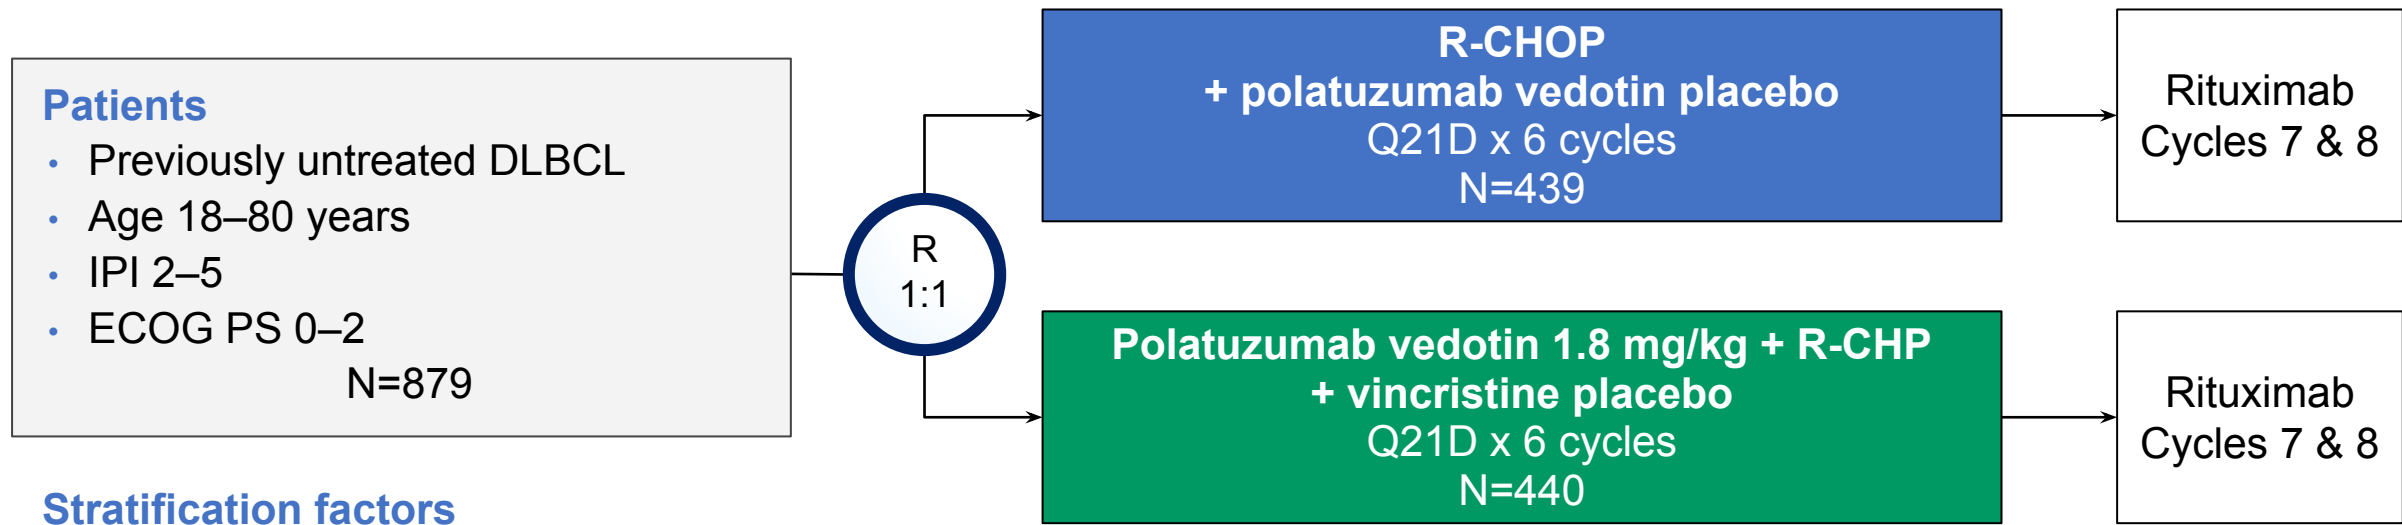 Patients
• Previously untreated DLBCL
• Age 18–80 years
• IPI 2–5
• ECOG PS 0–2
N=879
Stratification factors
R
1:1
R-CHOP
+ polatuzumab vedotin placebo
Q21D x 6 cycles
N=439
Rituximab
Cycles 7 & 8
Polatuzumab vedotin 1.8 mg/kg + R-CHP
+ vincristine placebo
Q21D x 6 cycles
N=440
Rituximab
Cycles 7 & 8